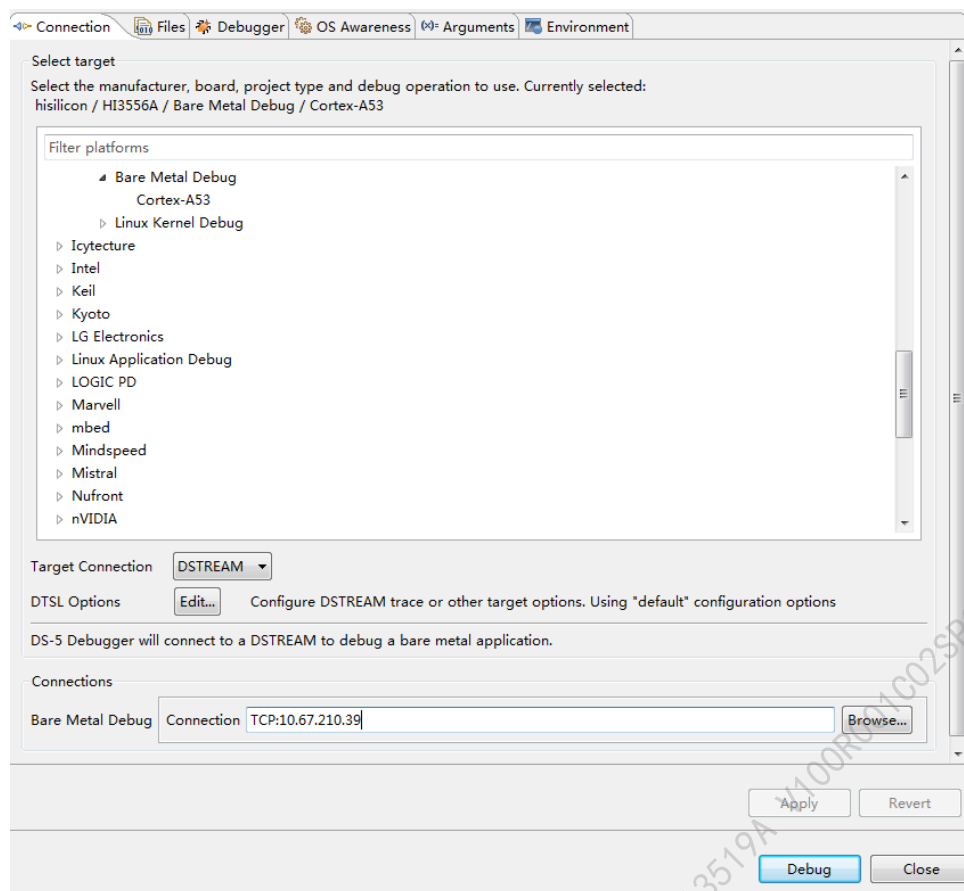 Connection Files Debugger OS Awareness Arguments Environment
Select target
Select the manufacturer, board, project type and debug operation to use. Currently selected:
hisilicon / HI3556A / Bare Metal Debug / Cortex-A53
Filter platforms
Bare Metal Debug
Cortex-A53
Linux Kernel Debug
Icytecture
Intel
Keil
Kyoto
LG Electronics
Linux Application Debug
LOGIC PD
Marvell
mbed
Mindspeed
Mistral
Nufront
nVIDIA
Target Connection DSTREAM
DTSL Options Edit... Configure DSTREAM trace or other target options. Using "default" configuration options
DS-5 Debugger will connect to a DSTREAM to debug a bare metal application.
Connections
Bare Metal Debug Connection TCP:10.67.210.39 Browse...
Apply Revert
Debug Close
3519A V100R001C02SP